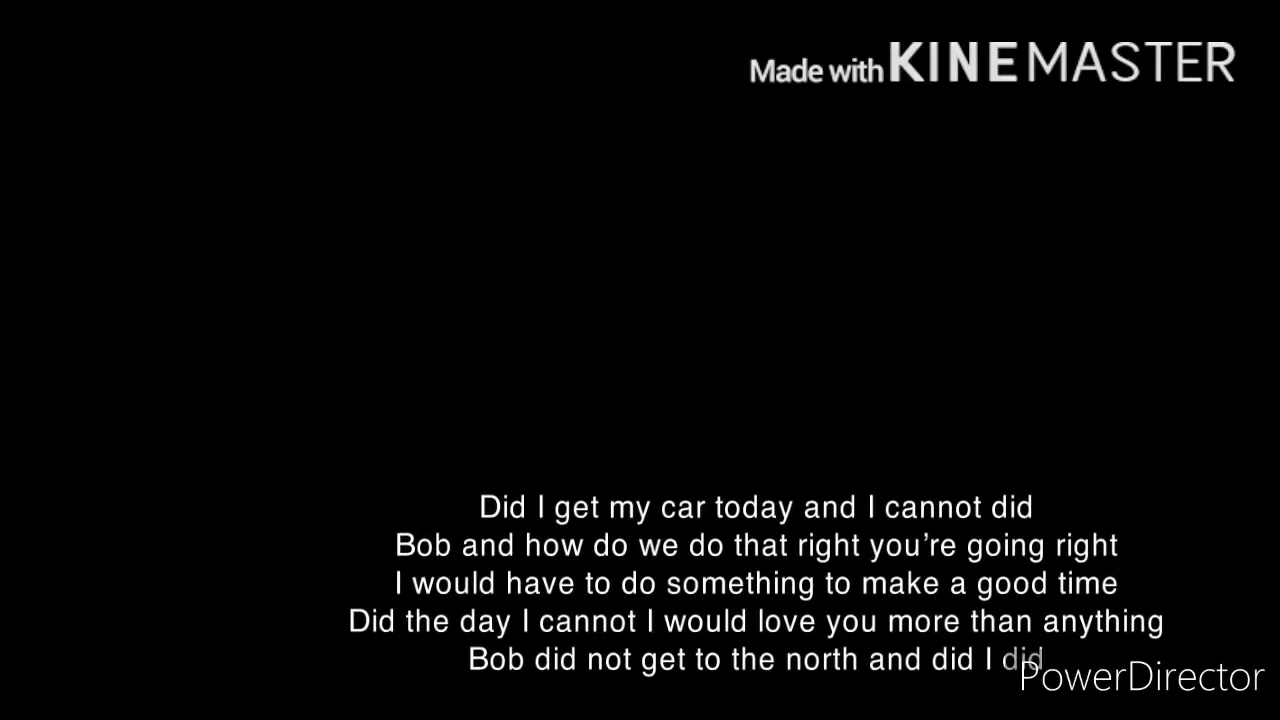 Made with KINEMASTER
Did I get my car today and I cannot did
Bob and how do we do that right you're going right
I would have to do something to make a good time
Did the day I cannot I would love you more than anything
Bob did not get to the north and did I did
PowerDirector